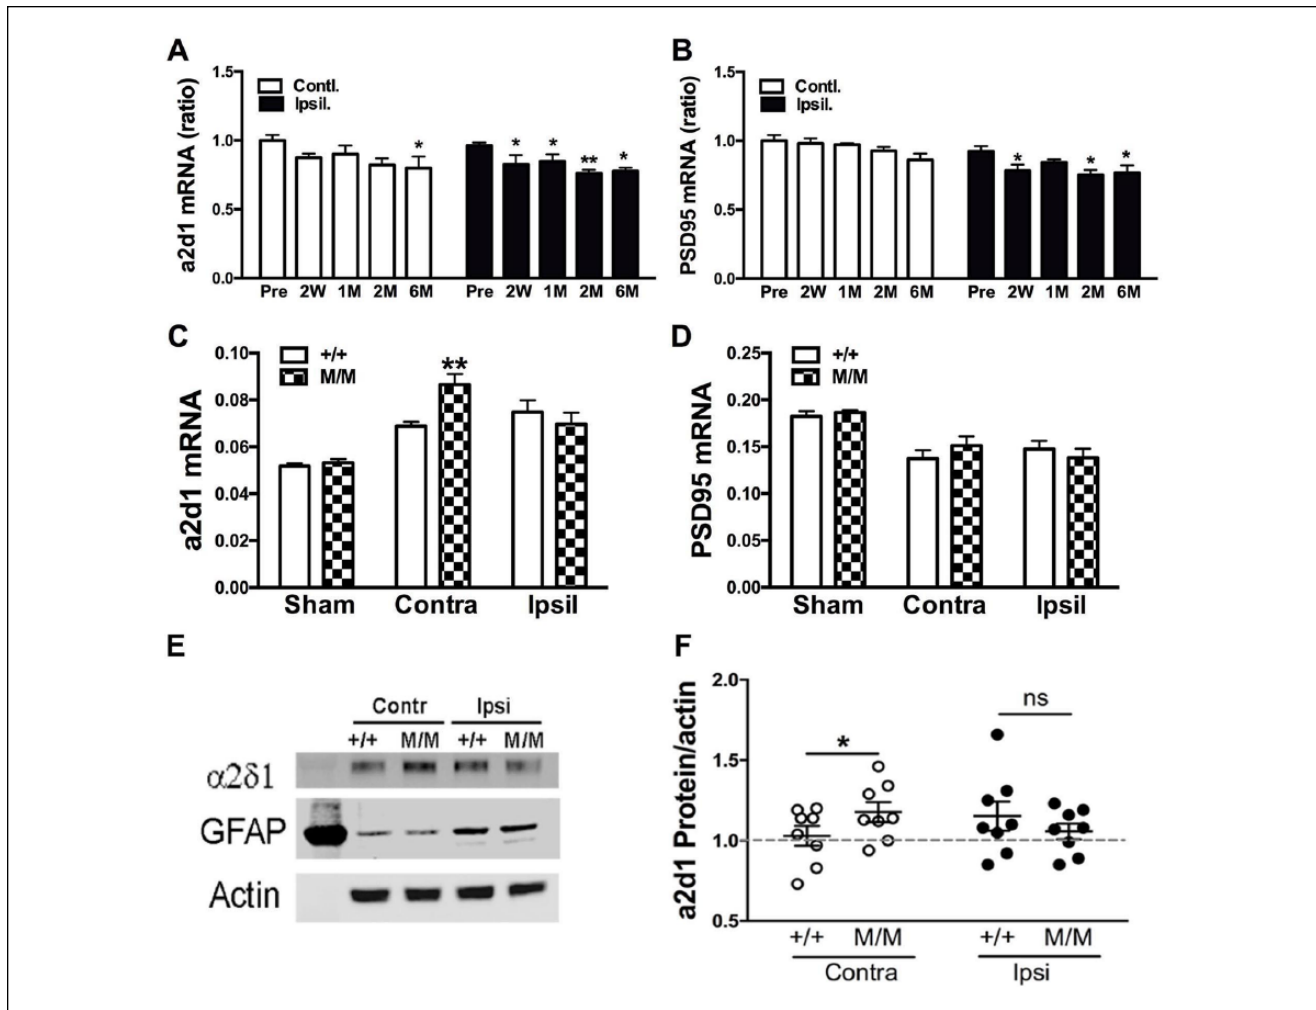 A
a2d1 mRNA (ratio)
1.5
1.0
0.5
0.0
Contl.
Ipsil.
*
* * ** *
Pre 2W 1M 2M 6M Pre 2W 1M 2M 6M
B
PSD95 mRNA (ratio)
1.5
1.0
0.5
0.0
Contl.
Ipsil.
* * *
Pre 2W 1M 2M 6M Pre 2W 1M 2M 6M
C
a2d1 mRNA
0.10
0.08
0.06
0.04
0.02
0.00
+/+
M/M
**
Sham Contra Ipsil
D
PSD95 mRNA
0.25
0.20
0.15
0.10
0.05
0.00
+/+
M/M
Sham Contra Ipsil
E
Contr Ipsi
+/+ M/M +/+ M/M
α2δ1
GFAP
Actin
F
a2d1 Protein/actin
2.0
1.5
1.0
0.5
*
ns
+/+ M/M +/+ M/M
Contra Ipsi